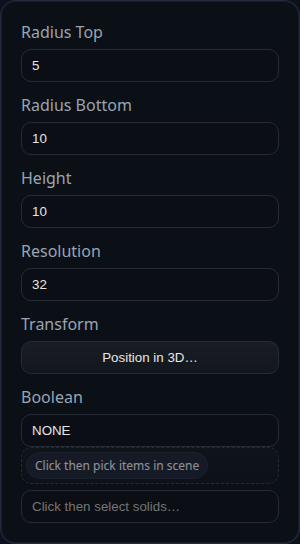 Radius Top
5
Radius Bottom
10
Height
10
Resolution
32
Transform
Position in 3D…
Boolean
NONE
Click then pick items in scene
Click then select solids…